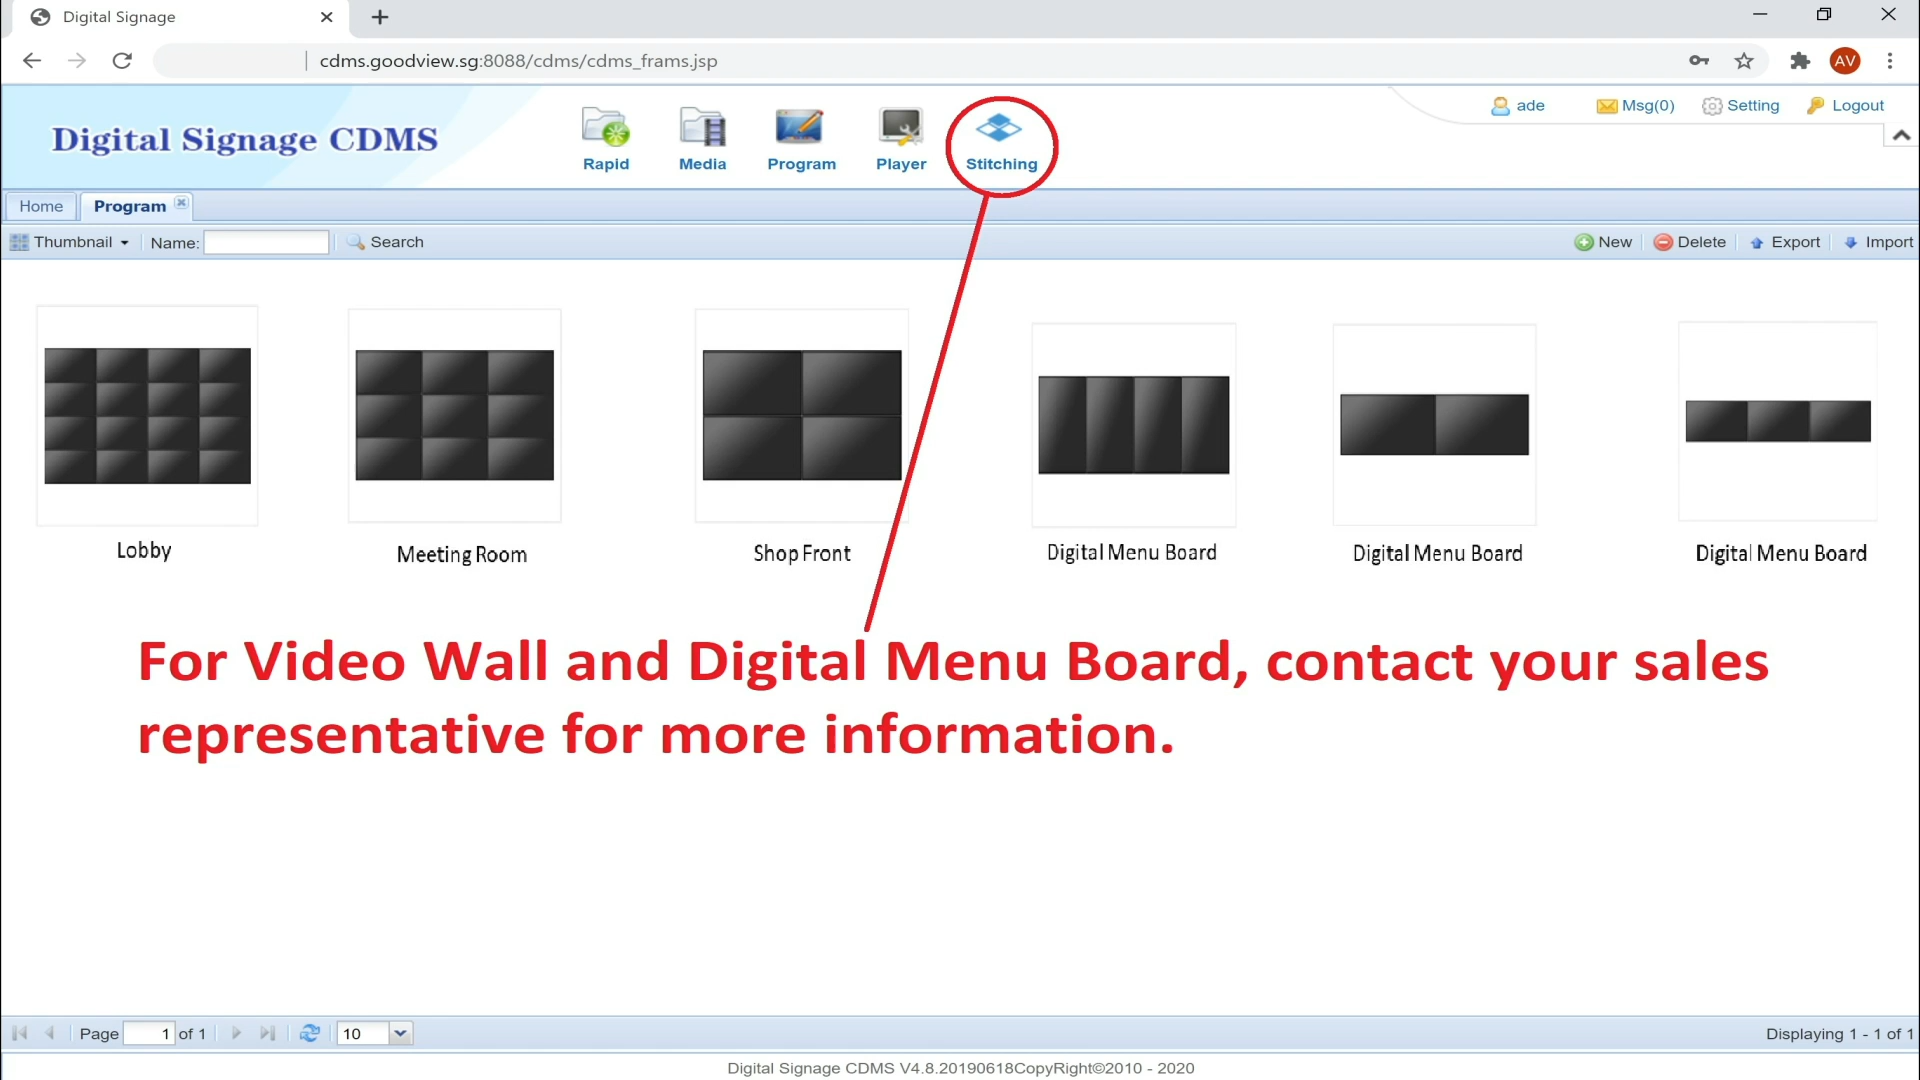 Digital Signage
cdms.goodview.sg:8088/cdms/cdms_frams.jsp
AV
ade Msg(0) Setting Logout
Digital Signage CDMS
Rapid Media Program Player Stitching
Home Program
Thumbnail Name: Search New Delete Export Import
Lobby Meeting Room Shop Front Digital Menu Board Digital Menu Board Digital Menu Board
For Video Wall and Digital Menu Board, contact your sales
representative for more information.
Page 1 of 1 10 Displaying 1 - 1 of 1
Digital Signage CDMS V4.8.20190618CopyRight©2010 - 2020